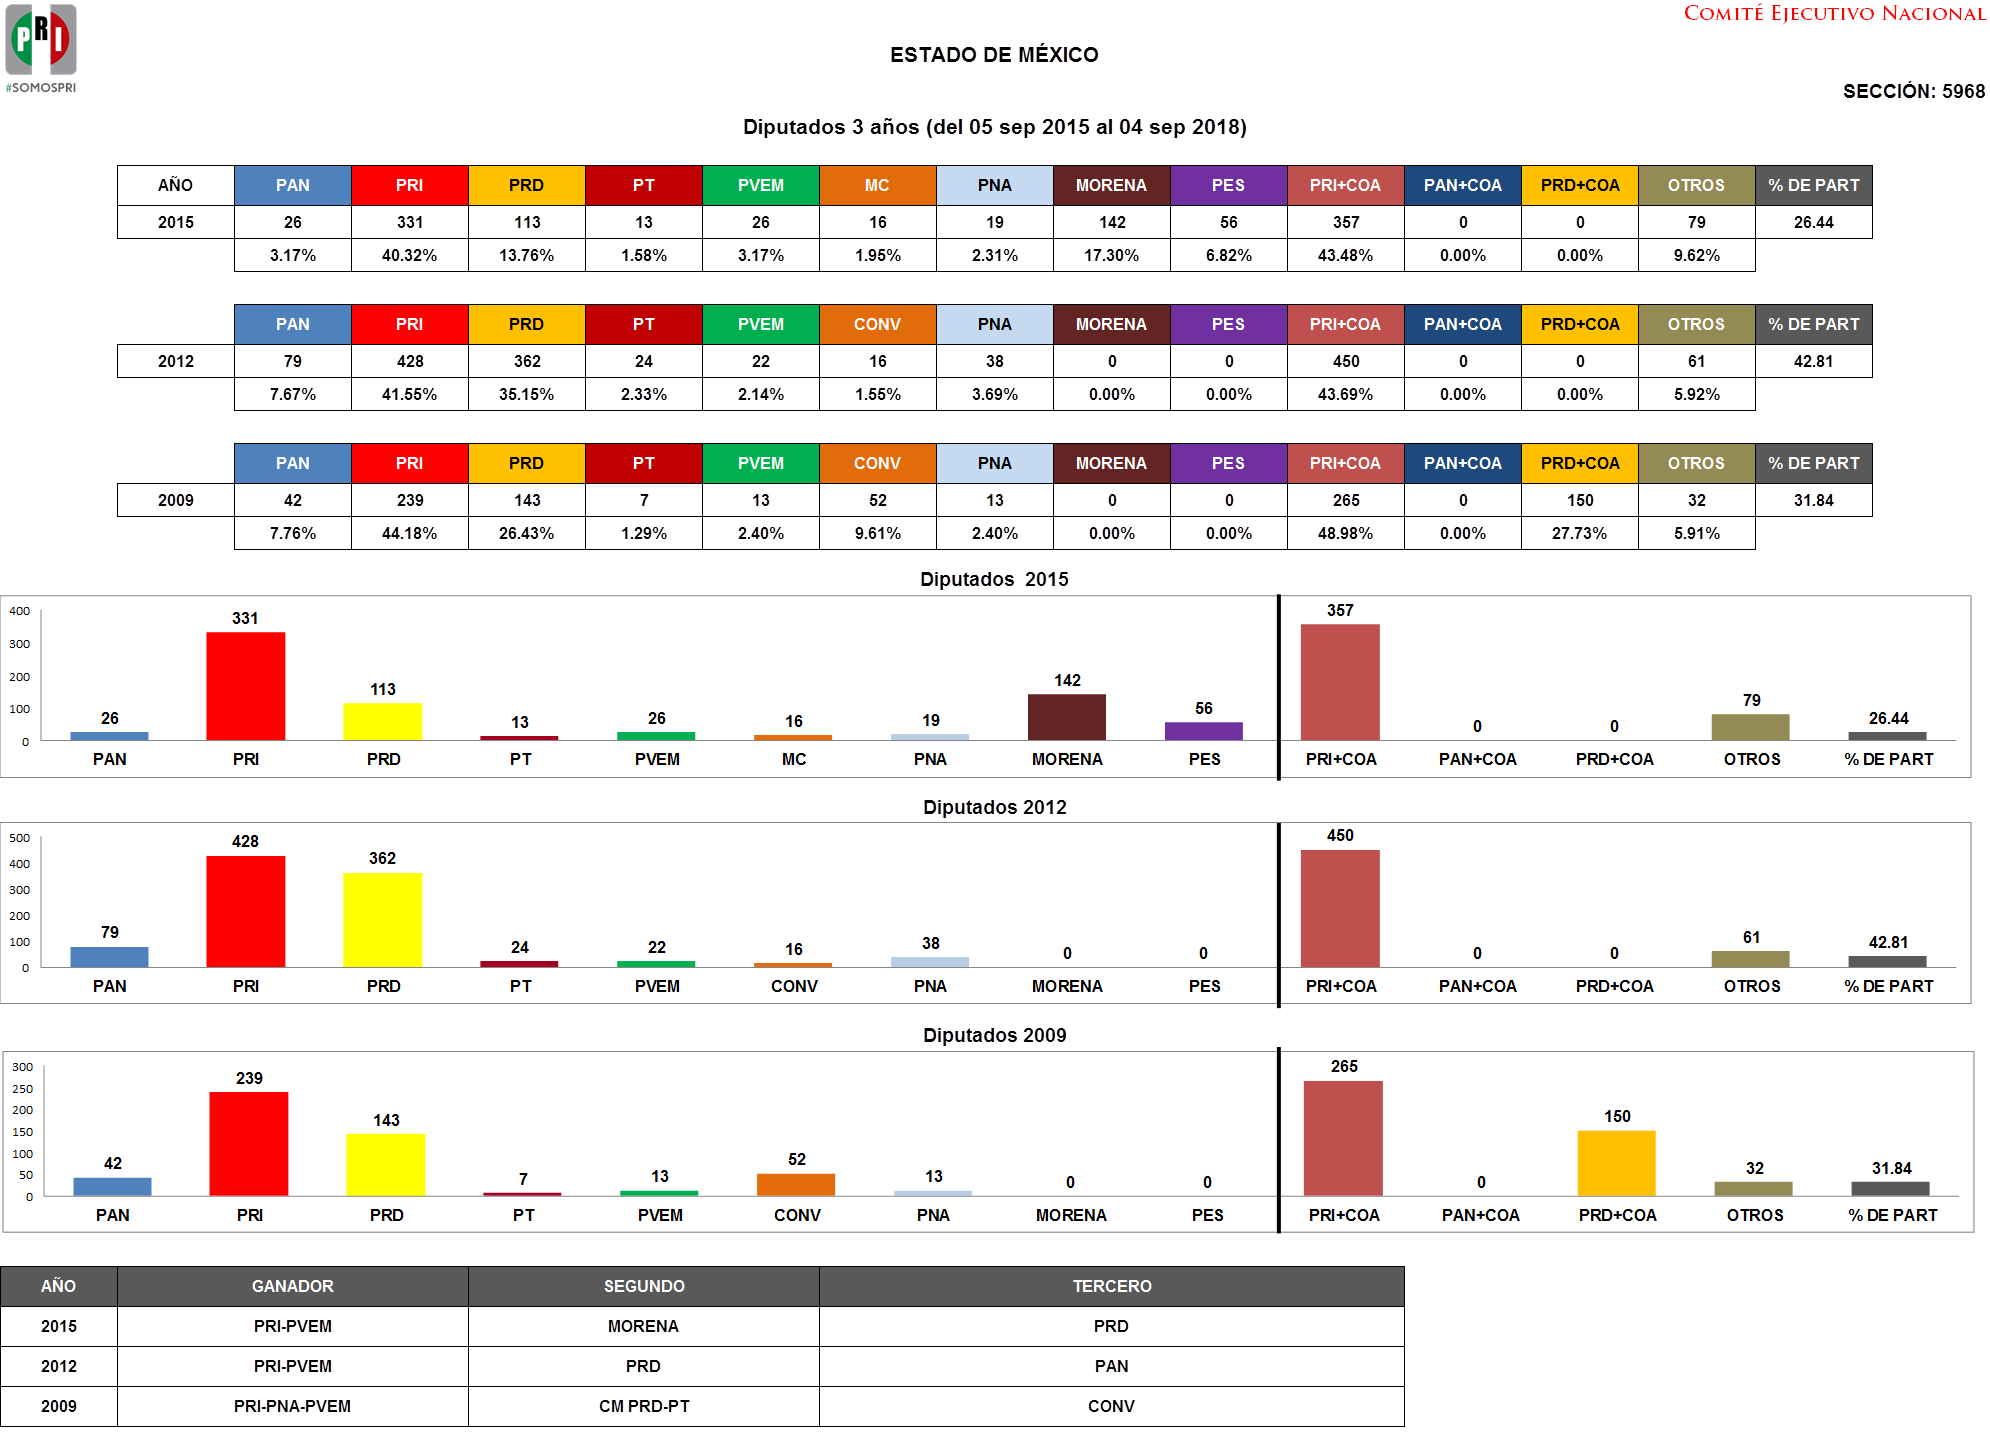 PRI
#SOMOSPRI
COMITÉ EJECUTIVO NACIONAL
ESTADO DE MÉXICO
SECCIÓN: 5968
Diputados 3 años (del 05 sep 2015 al 04 sep 2018)
AÑO PAN PRI PRD PT PVEM MC PNA MORENA PES PRI+COA PAN+COA PRD+COA OTROS % DE PART
2015 26 331 113 13 26 16 19 142 56 357 0 0 79 26.44
3.17% 40.32% 13.76% 1.58% 3.17% 1.95% 2.31% 17.30% 6.82% 43.48% 0.00% 0.00% 9.62%
PAN PRI PRD PT PVEM CONV PNA MORENA PES PRI+COA PAN+COA PRD+COA OTROS % DE PART
2012 79 428 362 24 22 16 38 0 0 450 0 0 61 42.81
7.67% 41.55% 35.15% 2.33% 2.14% 1.55% 3.69% 0.00% 0.00% 43.69% 0.00% 0.00% 5.92%
PAN PRI PRD PT PVEM CONV PNA MORENA PES PRI+COA PAN+COA PRD+COA OTROS % DE PART
2009 42 239 143 7 13 52 13 0 0 265 0 150 32 31.84
7.76% 44.18% 26.43% 1.29% 2.40% 9.61% 2.40% 0.00% 0.00% 48.98% 0.00% 27.73% 5.91%
Diputados 2015
400
300
200
100
0
26 331 113 13 26 16 19 142 56 357 0 0 79 26.44
PAN PRI PRD PT PVEM MC PNA MORENA PES PRI+COA PAN+COA PRD+COA OTROS % DE PART
Diputados 2012
500
400
300
200
100
0
79 428 362 24 22 16 38 0 0 450 0 0 61 42.81
PAN PRI PRD PT PVEM CONV PNA MORENA PES PRI+COA PAN+COA PRD+COA OTROS % DE PART
Diputados 2009
300
250
200
150
100
50
0
42 239 143 7 13 52 13 0 0 265 0 150 32 31.84
PAN PRI PRD PT PVEM CONV PNA MORENA PES PRI+COA PAN+COA PRD+COA OTROS % DE PART
AÑO GANADOR SEGUNDO TERCERO
2015 PRI-PVEM MORENA PRD
2012 PRI-PVEM PRD PAN
2009 PRI-PNA-PVEM CM PRD-PT CONV